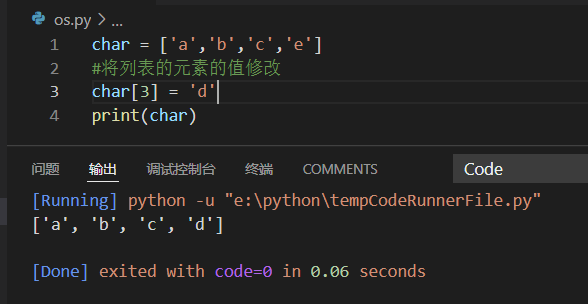 os.py > ...
1 char = ['a','b','c','e']
2 #将列表的元素的值修改
3 char[3] = 'd'
4 print(char)
问题 输出 调试控制台 终端 COMMENTS Code
[Running] python -u "e:\python\tempCodeRunnerFile.py"
['a', 'b', 'c', 'd']
[Done] exited with code=0 in 0.06 seconds